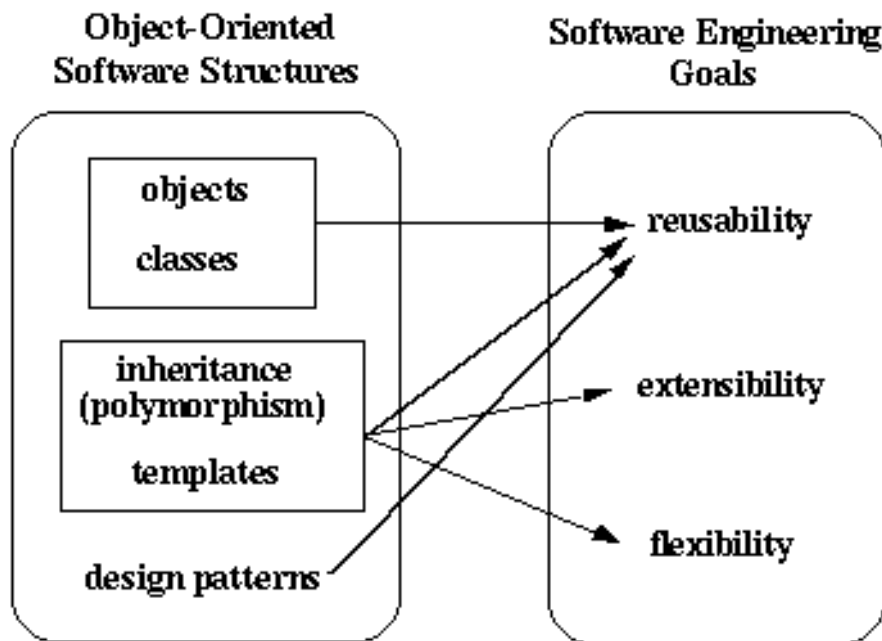 Object-Oriented
Software Structures
Software Engineering
Goals
objects
classes
inheritance
(polymorphism)
templates
design patterns
reusability
extensibility
flexibility